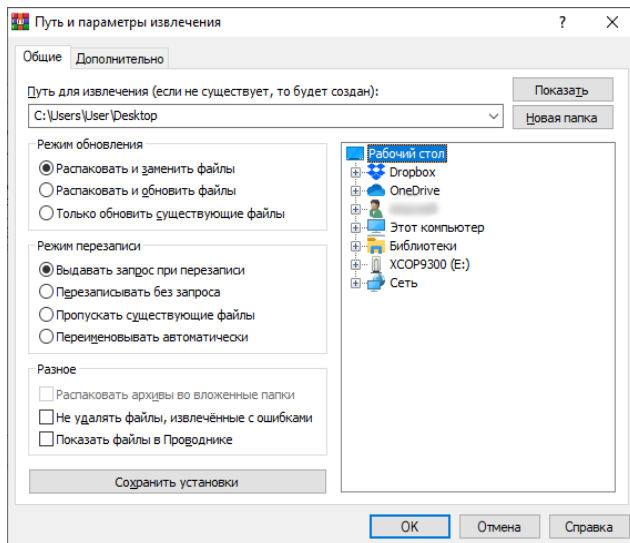 Путь и параметры извлечения
Общие
Дополнительно
Путь для извлечения (если не существует, то будет создан):
Показать
C:\Users\User\Desktop
Новая папка
Режим обновления
Распаковать и заменить файлы
Распаковать и обновить файлы
Только обновить существующие файлы
Режим перезаписи
Выдавать запрос при перезаписи
Перезаписывать без запроса
Пропускать существующие файлы
Переименовывать автоматически
Разное
Распаковать архивы во вложенные папки
Не удалять файлы, извлечённые с ошибками
Показать файлы в Проводнике
Сохранить установки
Рабочий стол
Dropbox
OneDrive
Этот компьютер
Библиотеки
XCOP9300 (E:)
Сеть
OK
Отмена
Справка